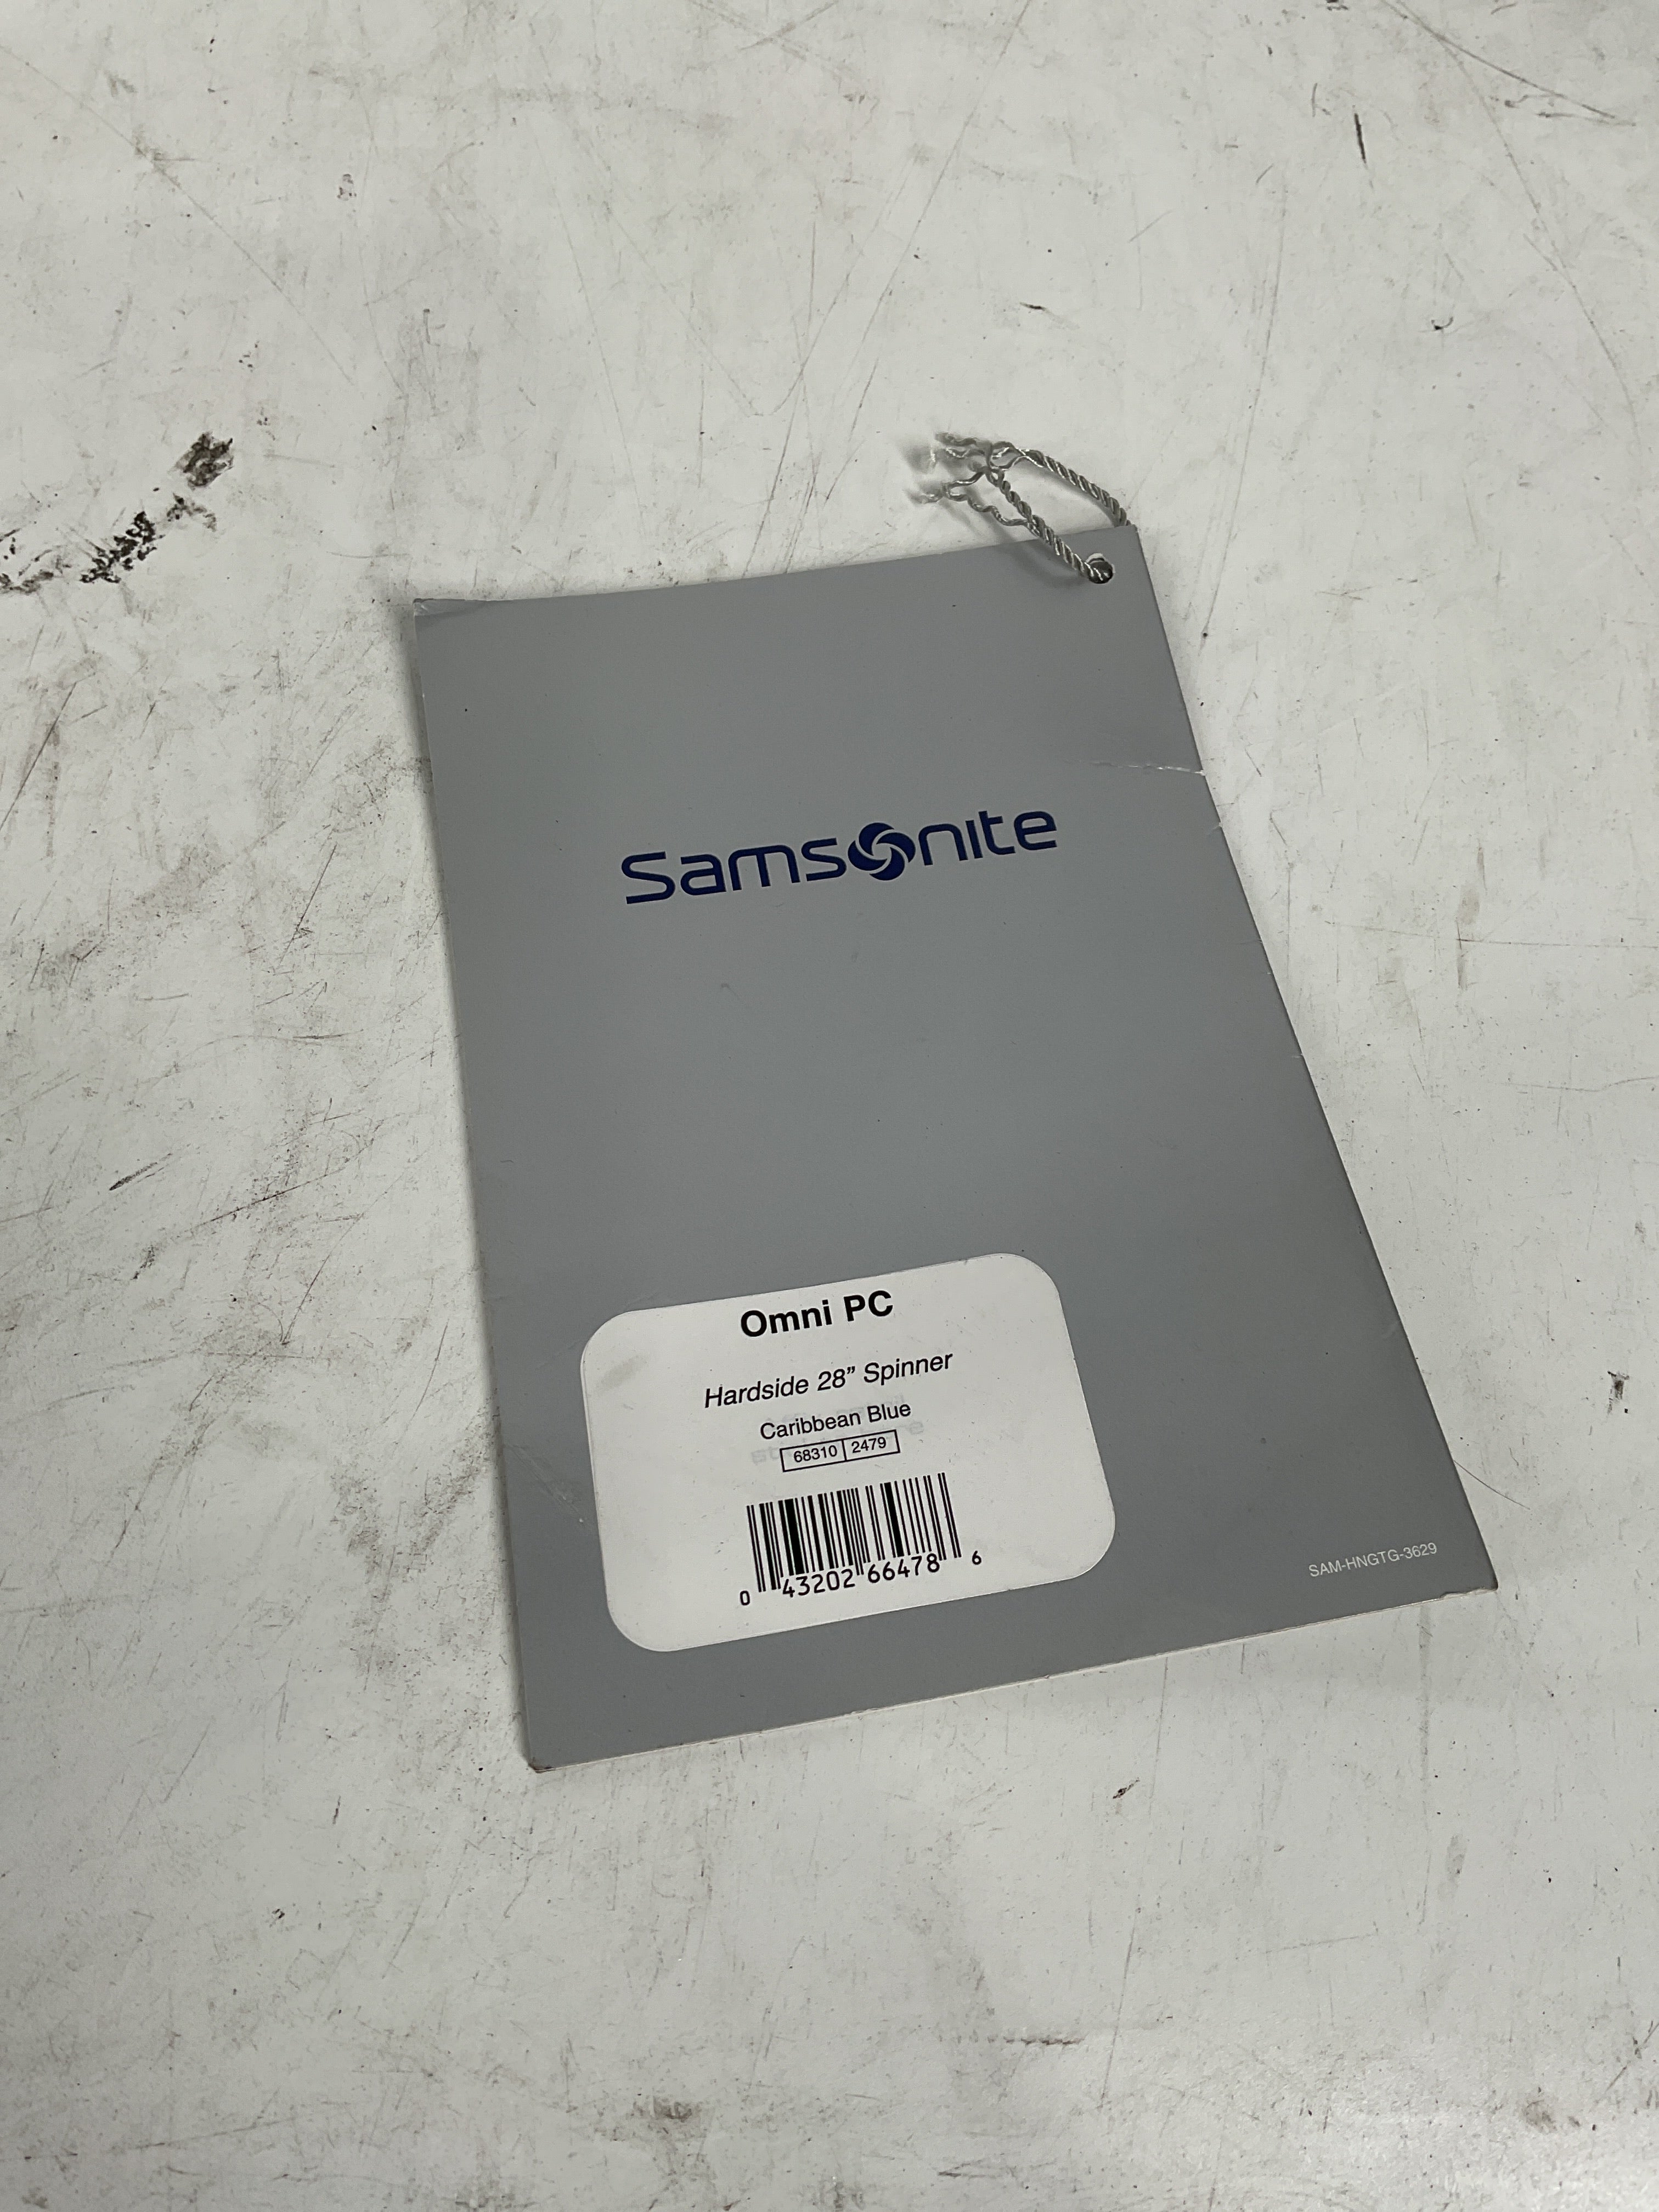 Samsonite
Omni PC
Hardside 28” Spinner
Caribbean Blue
68310 2479
0 43202 66478 6
SAM-HNGTG-3629